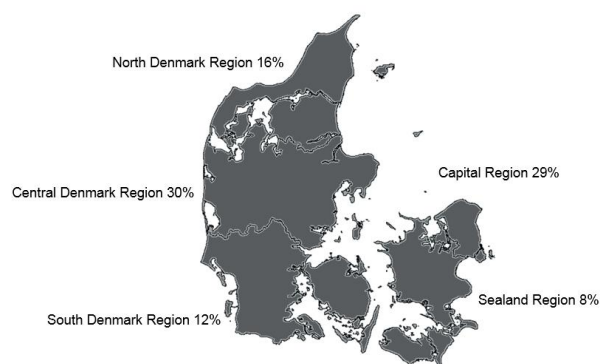 North Denmark Region 16%
Capital Region 29%
Central Denmark Region 30%
Sealand Region 8%
South Denmark Region 12%